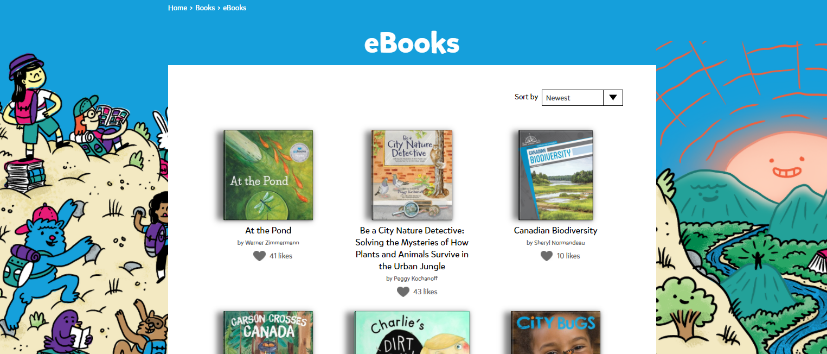 Home › Books › eBooks
eBooks
Sort by Newest
At the Pond
City Nature
Be a
Detective
CANADIAN
BIODIVERSITY
At the Pond
by Werner Zimmermann
41 likes
Be a City Nature Detective:
Solving the Mysteries of How
Plants and Animals Survive in
the Urban Jungle
by Peggy Kochanoff
43 likes
Canadian Biodiversity
by Sheryl Normandeau
10 likes
CARSON CROSSES
CANADA
Charlie's
DIRT
CITY BUGS